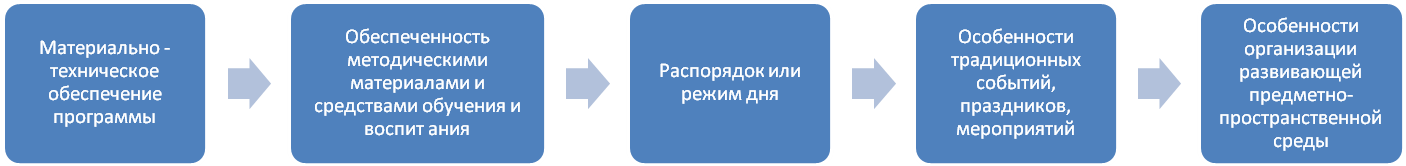 Материально -
техническое
обеспечение
программы
Обеспеченность
методическими
материалами и
средствами обучения и
воспит ания
Распорядок или
режим дня
Особенности
традиционных
событий,
праздников,
мероприятий
Особенности
организации
развивающей
предметно-
пространственной
среды